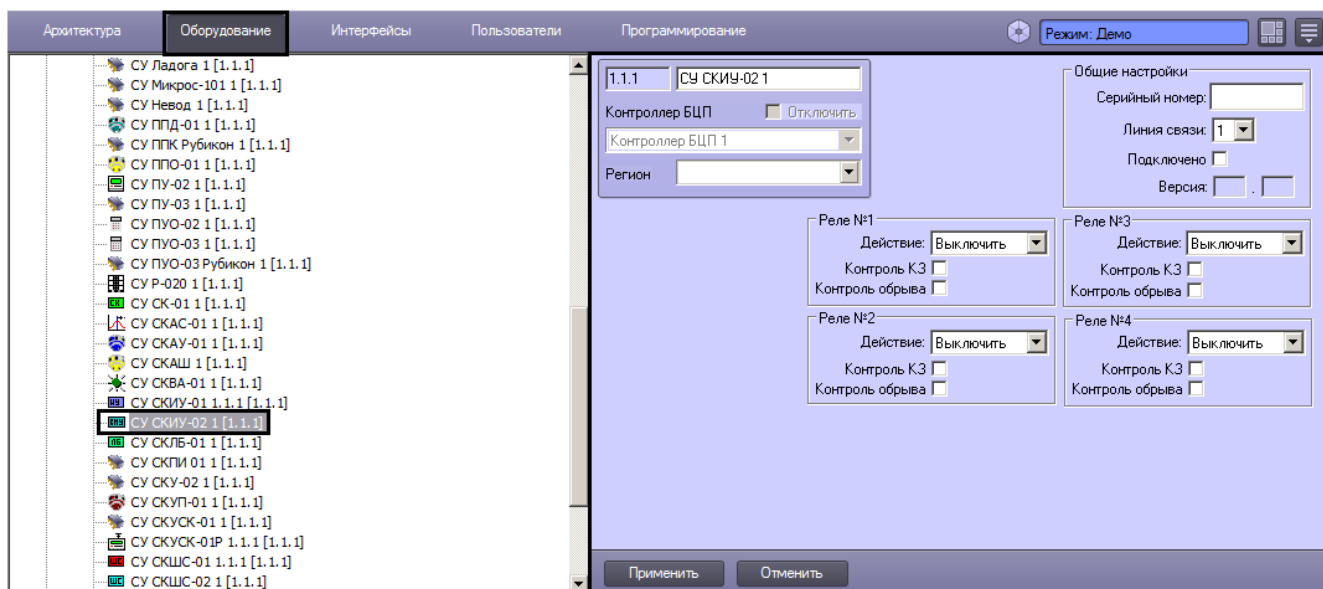 Архитектура Оборудование Интерфейсы Пользователи Программирование Режим: Демо
СУ Ладога 1 [1.1.1]
СУ Микрос-101 1 [1.1.1]
СУ Невод 1 [1.1.1]
СУ ППД-01 1 [1.1.1]
СУ ППК Рубикон 1 [1.1.1]
СУ ППО-01 1 [1.1.1]
СУ ПУ-02 1 [1.1.1]
СУ ПУ-03 1 [1.1.1]
СУ ПУО-02 1 [1.1.1]
СУ ПУО-03 1 [1.1.1]
СУ ПУО-03 Рубикон 1 [1.1.1]
СУ Р-020 1 [1.1.1]
СУ СК-01 1 [1.1.1]
СУ СКАС-01 1 [1.1.1]
СУ СКАУ-01 1 [1.1.1]
СУ СКАШ 1 [1.1.1]
СУ СКВА-01 1 [1.1.1]
СУ СКИУ-01 1.1.1 [1.1.1]
СУ СКИУ-02 1 [1.1.1]
СУ СКЛБ-01 1 [1.1.1]
СУ СКПИ 01 1 [1.1.1]
СУ СКУ-02 1 [1.1.1]
СУ СКУП-01 1 [1.1.1]
СУ СКУСК-01 1 [1.1.1]
СУ СКУСК-01Р 1.1.1 [1.1.1]
СУ СКШС-01 1.1.1 [1.1.1]
СУ СКШС-02 1 [1.1.1]
1.1.1 СУ СКИУ-02 1
Контроллер БЦП Отключить
Контроллер БЦП 1
Регион
Общие настройки
Серийный номер:
Линия связи: 1
Подключено
Версия: .
Реле №1
Действие: Выключить
Контроль КЗ
Контроль обрыва
Реле №3
Действие: Выключить
Контроль КЗ
Контроль обрыва
Реле №2
Действие: Выключить
Контроль КЗ
Контроль обрыва
Реле №4
Действие: Выключить
Контроль КЗ
Контроль обрыва
Применить Отменить